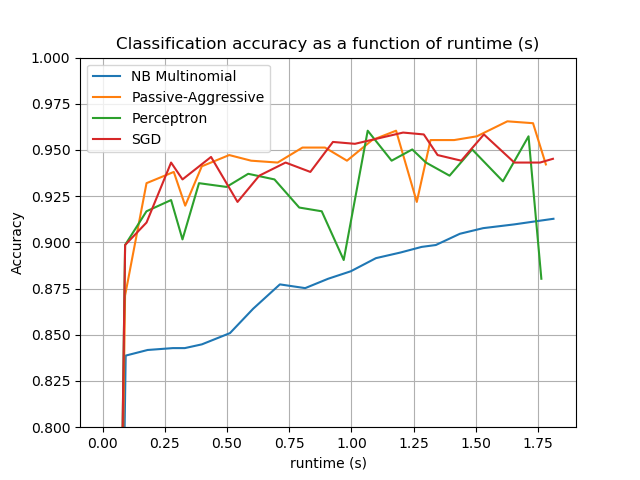 Classification accuracy as a function of runtime (s)
NB Multinomial
Passive-Aggressive
Perceptron
SGD
Accuracy
1.000
0.975
0.950
0.925
0.900
0.875
0.850
0.825
0.800
0.00 0.25 0.50 0.75 1.00 1.25 1.50 1.75
runtime (s)